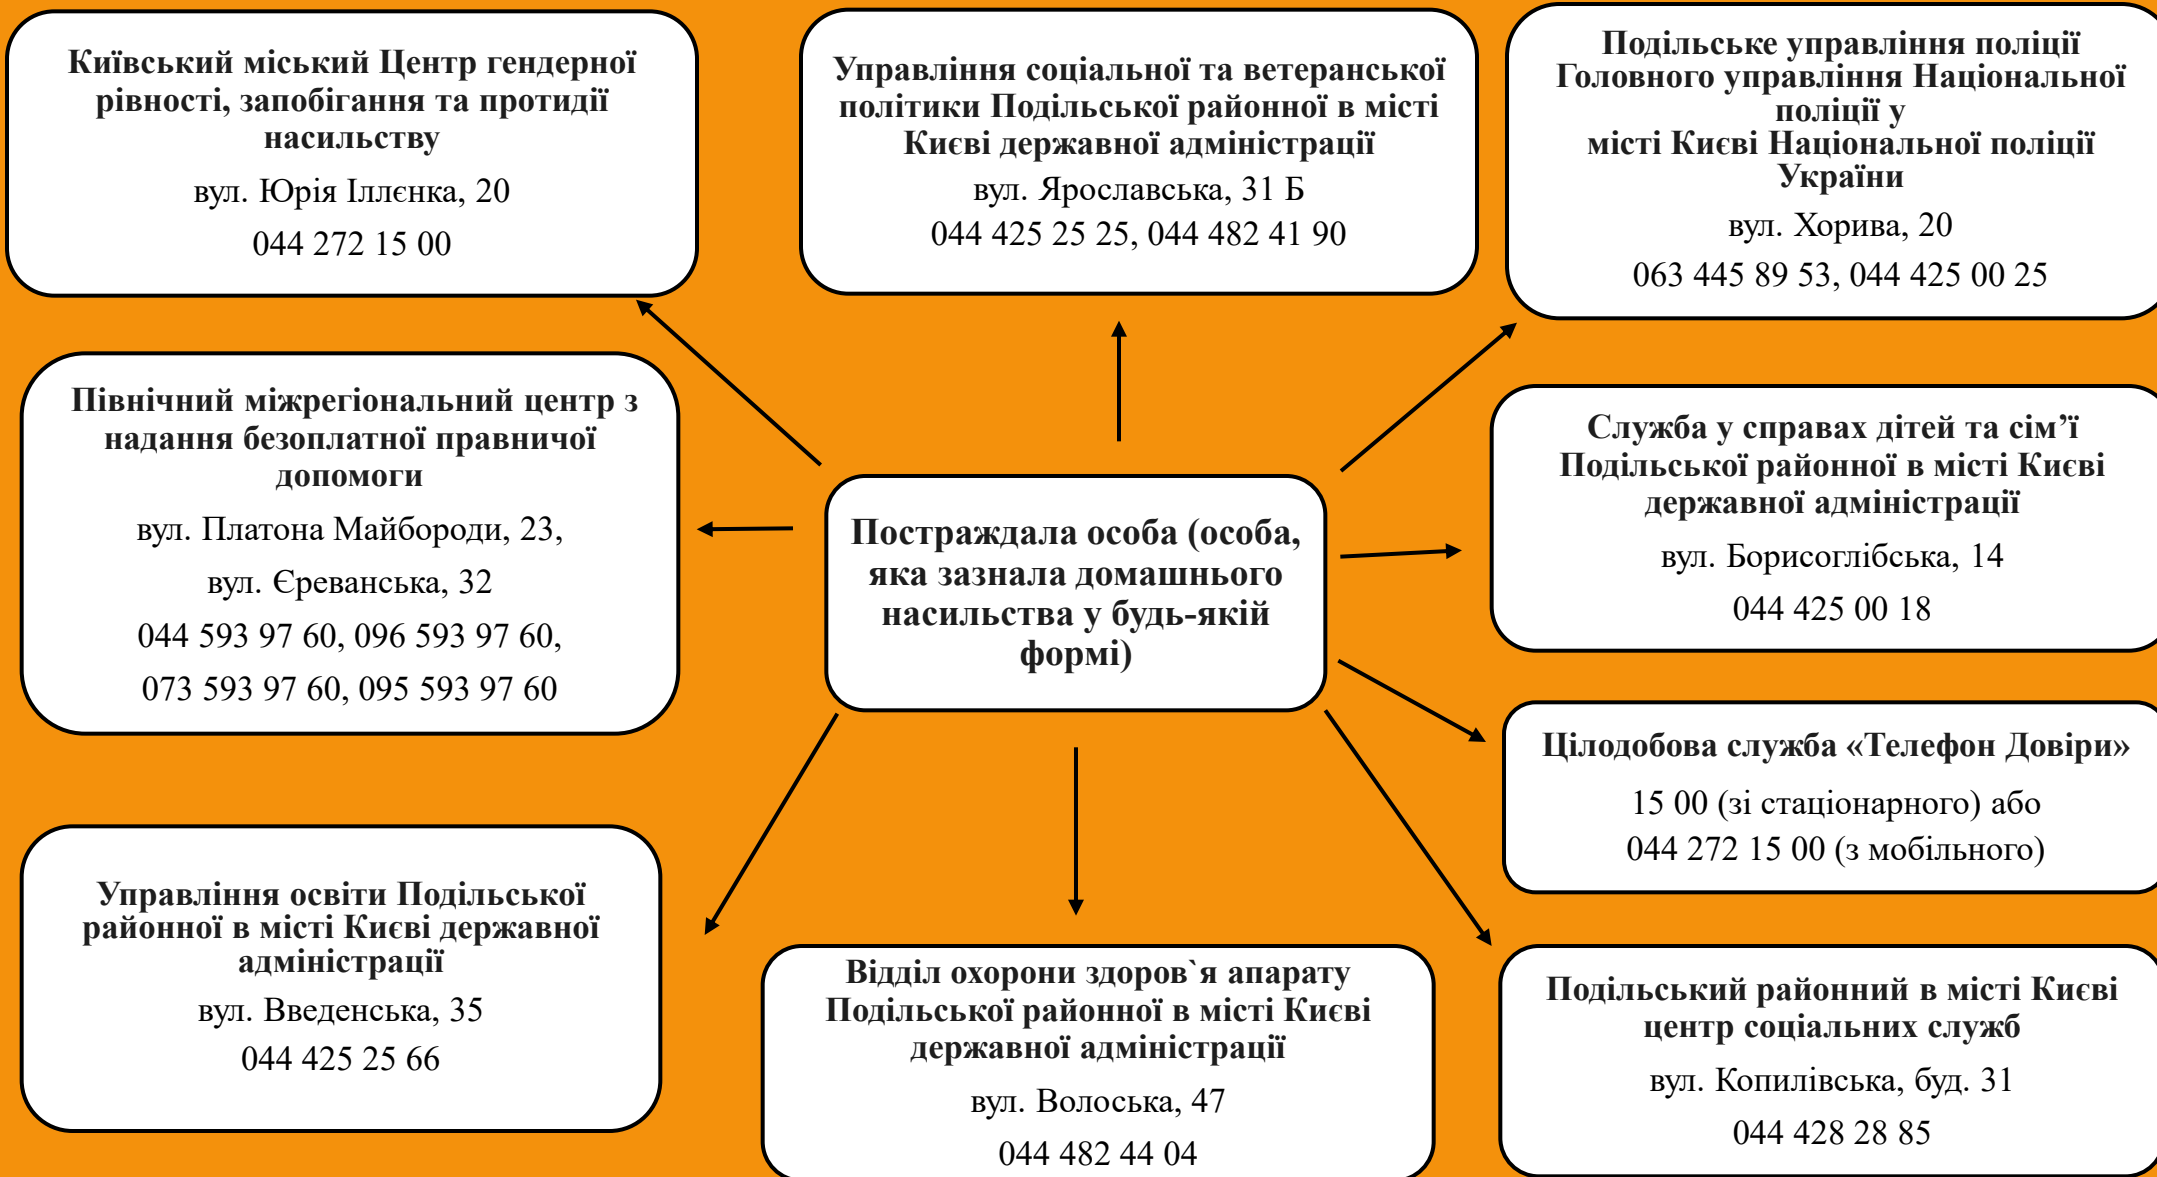 Київський міський Центр гендерної
рівності, запобігання та протидії
насильству
вул. Юрія Іллєнка, 20
044 272 15 00
Управління соціальної та ветеранської
політики Подільської районної в місті
Києві державної адміністрації
вул. Ярославська, 31 Б
044 425 25 25, 044 482 41 90
Подільське управління поліції
Головного управління Національної
поліції у
місті Києві Національної поліції
України
вул. Хорива, 20
063 445 89 53, 044 425 00 25
Північний міжрегіональний центр з
надання безоплатної правничої
допомоги
вул. Платона Майбороди, 23,
вул. Єреванська, 32
044 593 97 60, 096 593 97 60,
073 593 97 60, 095 593 97 60
Постраждала особа (особа,
яка зазнала домашнього
насильства у будь-якій
формі)
Служба у справах дітей та сім’ї
Подільської районної в місті Києві
державної адміністрації
вул. Борисоглібська, 14
044 425 00 18
Цілодобова служба «Телефон Довіри»
15 00 (зі стаціонарного) або
044 272 15 00 (з мобільного)
Управління освіти Подільської
районної в місті Києві державної
адміністрації
вул. Введенська, 35
044 425 25 66
Відділ охорони здоров`я апарату
Подільської районної в місті Києві
державної адміністрації
вул. Волоська, 47
044 482 44 04
Подільський районний в місті Києві
центр соціальних служб
вул. Копилівська, буд. 31
044 428 28 85